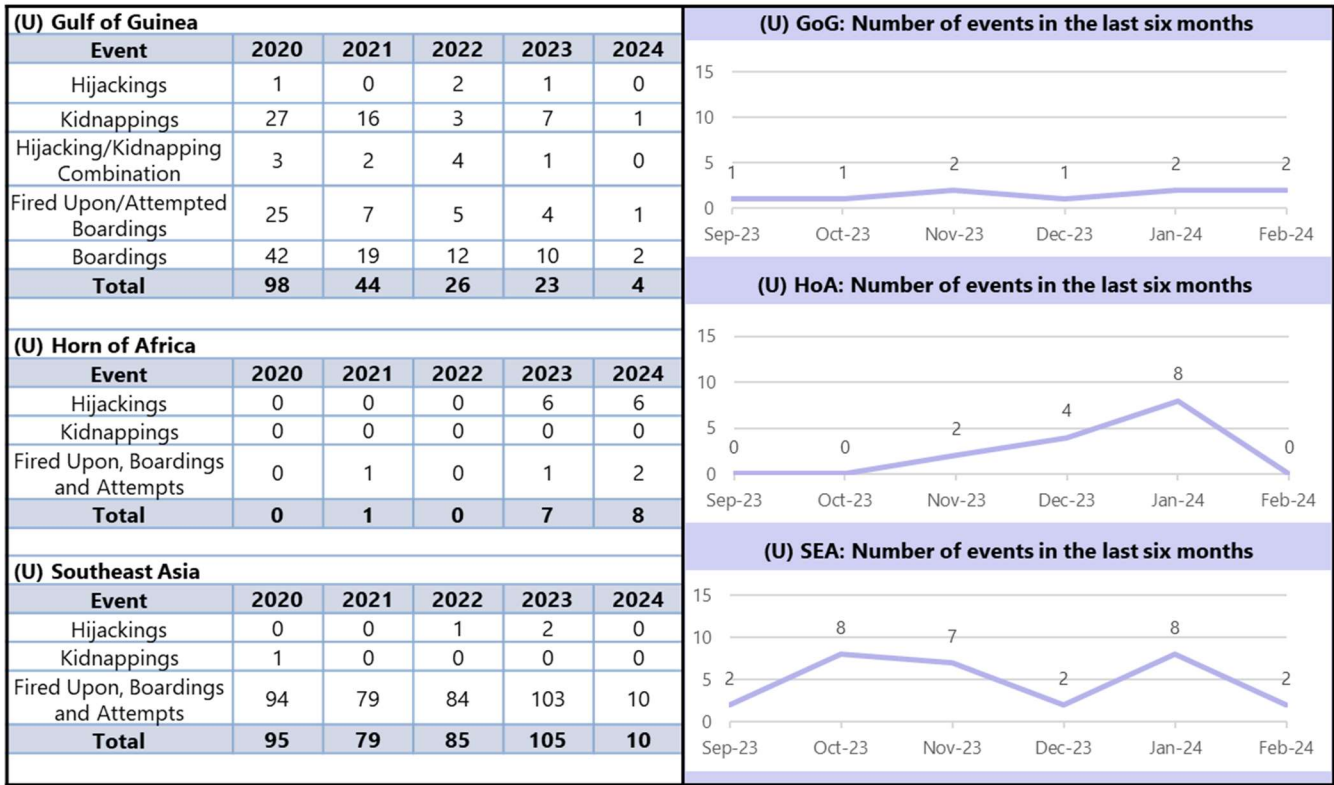 (U) Gulf of Guinea
Event 2020 2021 2022 2023 2024
Hijackings 1 0 2 1 0
Kidnappings 27 16 3 7 1
Hijacking/Kidnapping
Combination 3 2 4 1 0
Fired Upon/Attempted
Boardings 25 7 5 4 1
Boardings 42 19 12 10 2
Total 98 44 26 23 4
(U) Horn of Africa
Event 2020 2021 2022 2023 2024
Hijackings 0 0 0 6 6
Kidnappings 0 0 0 0 0
Fired Upon, Boardings
and Attempts 0 1 0 1 2
Total 0 1 0 7 8
(U) Southeast Asia
Event 2020 2021 2022 2023 2024
Hijackings 0 0 1 2 0
Kidnappings 1 0 0 0 0
Fired Upon, Boardings
and Attempts 94 79 84 103 10
Total 95 79 85 105 10
(U) GoG: Number of events in the last six months
15
10
5
0
1 1 2 1 2 2
Sep-23 Oct-23 Nov-23 Dec-23 Jan-24 Feb-24
(U) HoA: Number of events in the last six months
15
10
5
0
0 0 2 4 8 0
Sep-23 Oct-23 Nov-23 Dec-23 Jan-24 Feb-24
(U) SEA: Number of events in the last six months
15
10
5
0
2 8 7 2 8 2
Sep-23 Oct-23 Nov-23 Dec-23 Jan-24 Feb-24